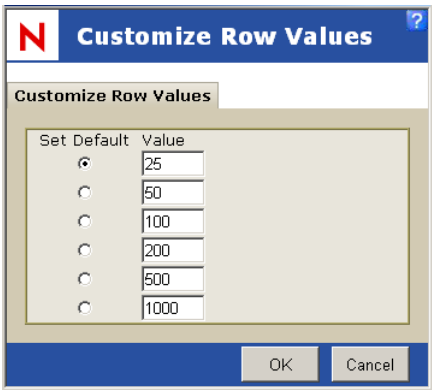 N Customize Row Values ?
Customize Row Values
Set Default Value
25
50
100
200
500
1000
OK Cancel